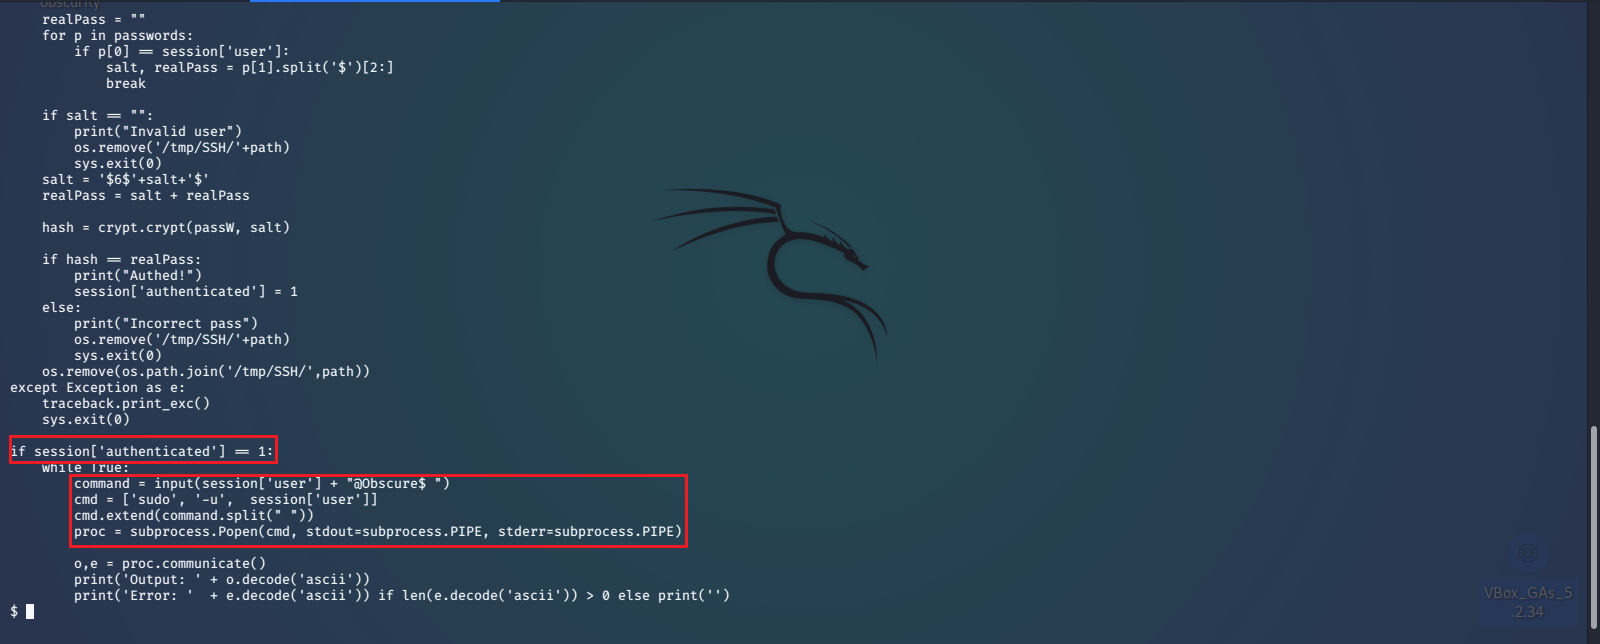 obscurity
    realPass = ""
    for p in passwords:
        if p[0] == session['user']:
            salt, realPass = p[1].split('$')[2:]
            break

    if salt == "":
        print("Invalid user")
        os.remove('/tmp/SSH/'+path)
        sys.exit(0)
    salt = '$6$'+salt+'$'
    realPass = salt + realPass

    hash = crypt.crypt(passW, salt)

    if hash == realPass:
        print("Authed!")
        session['authenticated'] = 1
    else:
        print("Incorrect pass")
        os.remove('/tmp/SSH/'+path)
        sys.exit(0)
    os.remove(os.path.join('/tmp/SSH/',path))
except Exception as e:
    traceback.print_exc()
    sys.exit(0)

if session['authenticated'] == 1:
    while True:
        command = input(session['user'] + "@Obscure$ ")
        cmd = ['sudo', '-u',  session['user']]
        cmd.extend(command.split(" "))
        proc = subprocess.Popen(cmd, stdout=subprocess.PIPE, stderr=subprocess.PIPE)

        o,e = proc.communicate()
        print('Output: ' + o.decode('ascii'))
        print('Error: '  + e.decode('ascii')) if len(e.decode('ascii')) > 0 else print('')
$
VBox_GAs_5
.2.34